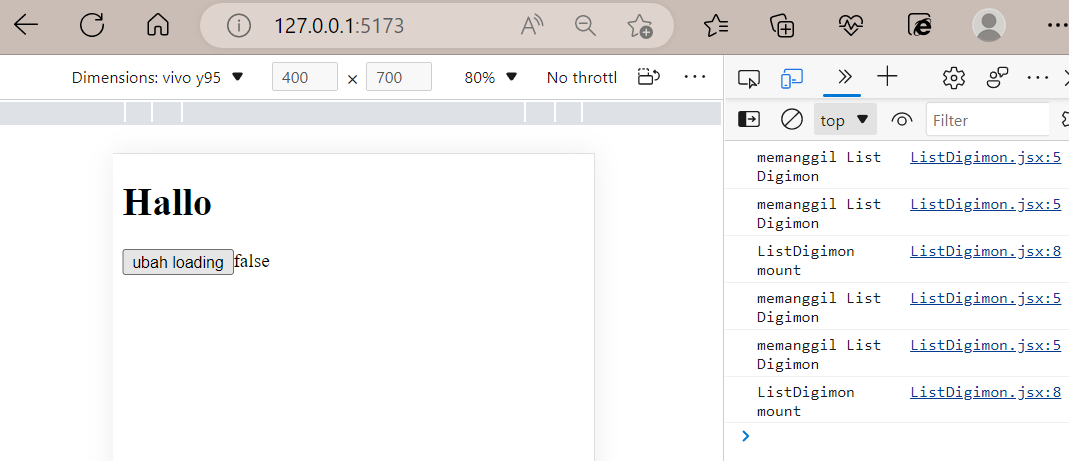 127.0.0.1:5173
Dimensions: vivo y95 400 × 700 80% No throttl
top Filter
memanggil List ListDigimon.jsx:5
Digimon
memanggil List ListDigimon.jsx:5
Digimon
ListDigimon ListDigimon.jsx:8
mount
memanggil List ListDigimon.jsx:5
Digimon
memanggil List ListDigimon.jsx:5
Digimon
ListDigimon ListDigimon.jsx:8
mount
Hallo
ubah loading false